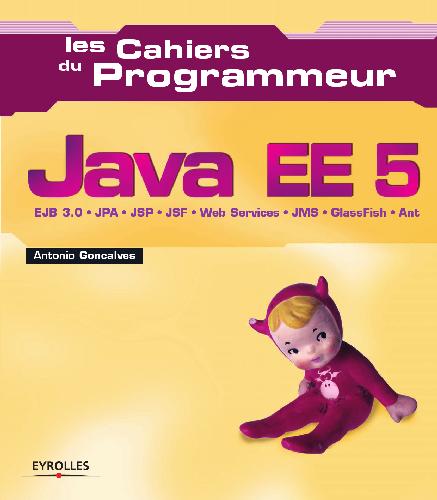 les Cahiers
du Programmeur
Java EE 5
EJB 3.0 • JPA • JSP • JSF • Web Services • JMS • GlassFish • Ant
Antonio Goncalves
EYROLLES